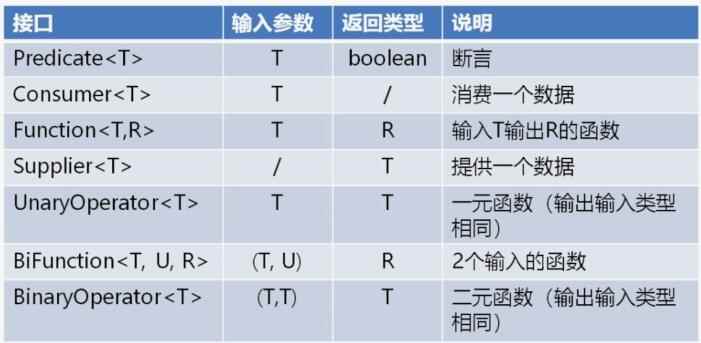 接口 输入参数 返回类型 说明
Predicate<T> T boolean 断言
Consumer<T> T / 消费一个数据
Function<T,R> T R 输入T输出R的函数
Supplier<T> / T 提供一个数据
UnaryOperator<T> T T 一元函数（输出输入类型
相同）
BiFunction<T, U, R> (T, U) R 2个输入的函数
BinaryOperator<T> (T,T) T 二元函数（输出输入类型
相同）